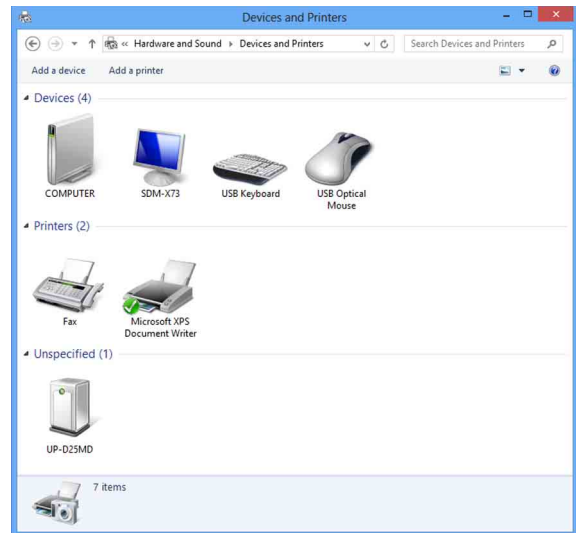 Devices and Printers
« Hardware and Sound ▸ Devices and Printers
Search Devices and Printers
Add a device Add a printer
Devices (4)
COMPUTER
SDM-X73
USB Keyboard
USB Optical
Mouse
Printers (2)
Fax
Microsoft XPS
Document Writer
Unspecified (1)
UP-D25MD
7 items